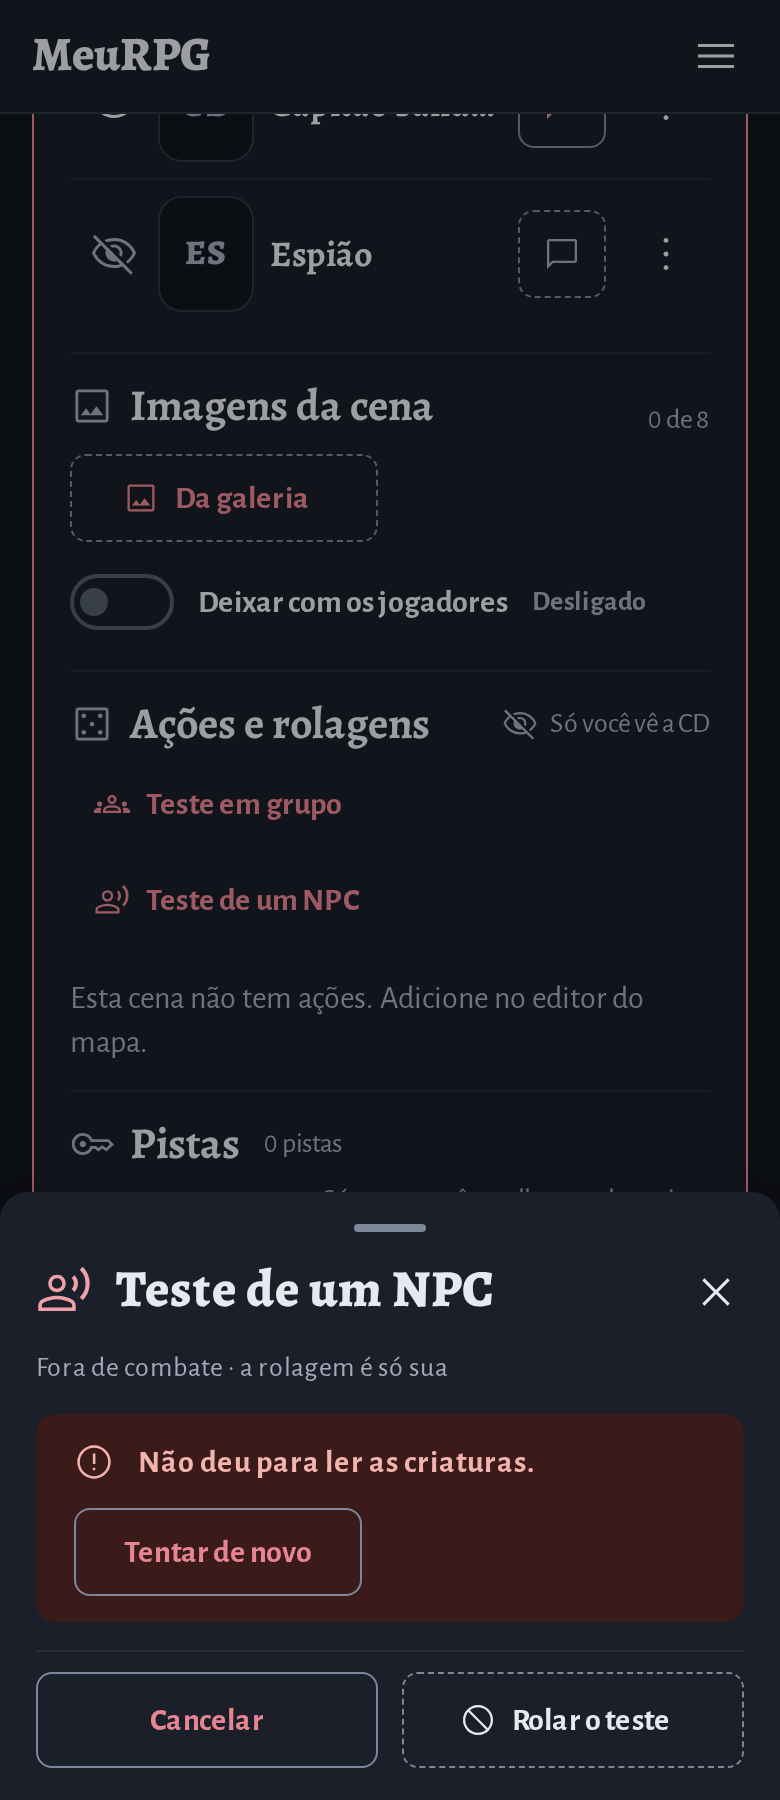 MeuRPG
ES
Espião
Imagens da cena
0 de 8
Da galeria
Deixar com os jogadores Desligado
Ações e rolagens
Só você vê a CD
Teste em grupo
Teste de um NPC
Esta cena não tem ações. Adicione no editor do
mapa.
Pistas 0 pistas
Teste de um NPC
Fora de combate · a rolagem é só sua
Não deu para ler as criaturas.
Tentar de novo
Cancelar
Rolar o teste